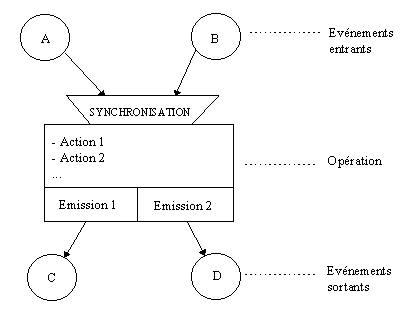 A
B
Evénements
entrants
SYNCHRONISATION
- Action 1
- Action 2
...
Opération
Emission 1
Emission 2
C
D
Evénements
sortants